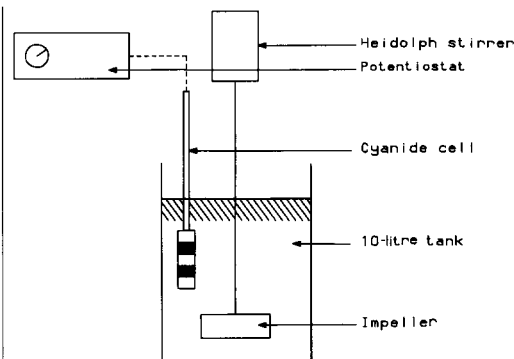 Heidolph stirrer
Potentiostat
Cyanide cell
10-litre tank
Impeller